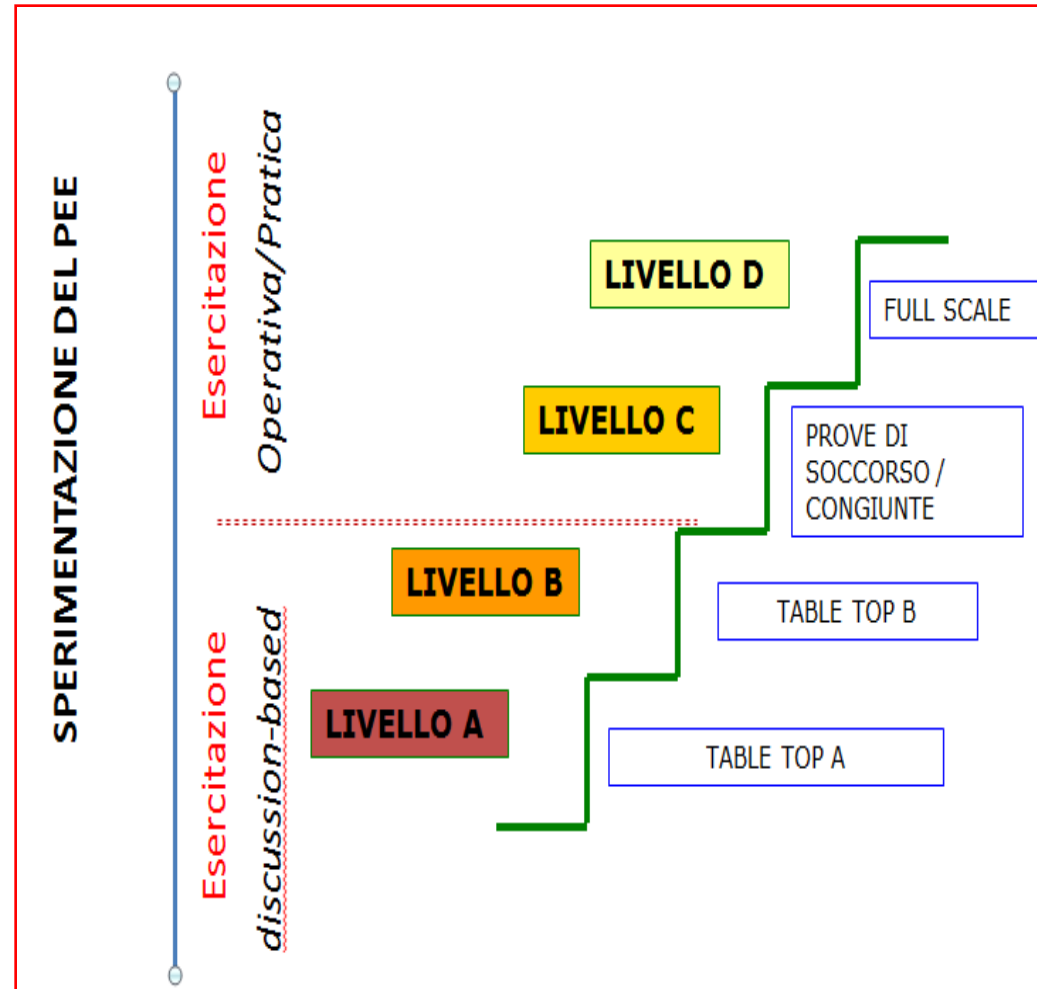 SPERIMENTAZIONE DEL PEE
Esercitazione
Operativa/Pratica
LIVELLO D
FULL SCALE
LIVELLO C
PROVE DI
SOCCORSO /
CONGIUNTE
LIVELLO B
TABLE TOP B
Esercitazione
discussion-based
LIVELLO A
TABLE TOP A